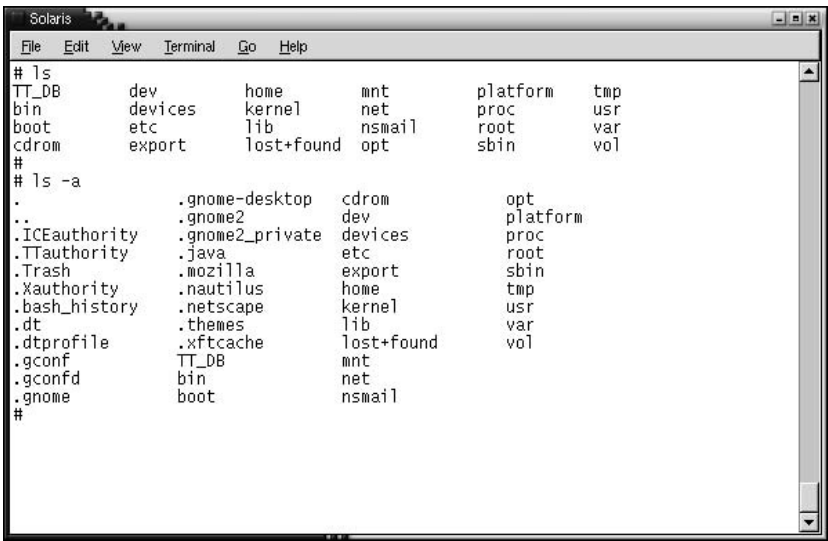 Solaris
File Edit View Terminal Go Help
# ls
TT_DB dev home mnt platform tmp
bin devices kernel net proc usr
boot etc lib nsmail root var
cdrom export lost+found opt sbin vol
#
# ls -a
. .gnome-desktop cdrom opt
.. .gnome2 dev platform
.ICEauthority .gnome2_private devices proc
.TTauthority .java etc root
.Trash .mozilla export sbin
.Xauthority .nautilus home tmp
.bash_history .netscape kernel usr
.dt .themes lib var
.dtprofile .xftcache lost+found vol
.gconf TT_DB mnt
.gconfd bin net
.gnome boot nsmail
#